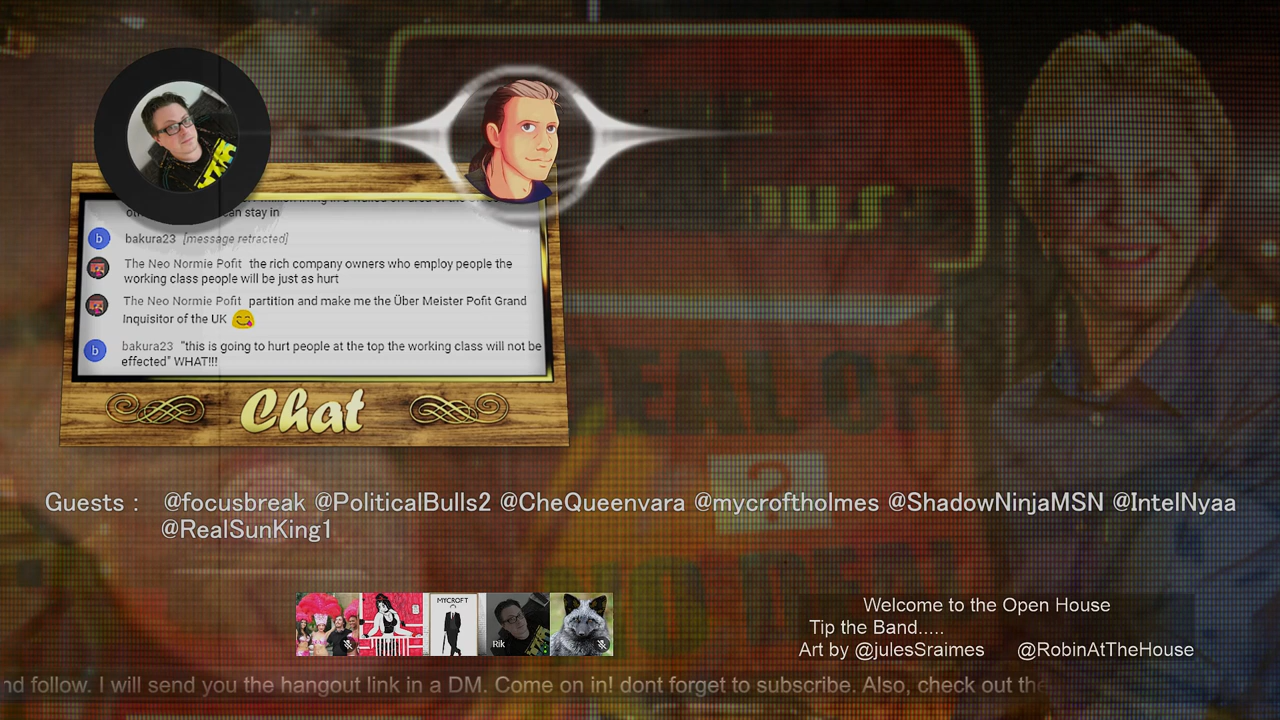 can stay in
b bakura23 [message retracted]
The Neo Normie Pofit the rich company owners who employ people the
working class people will be just as hurt
The Neo Normie Pofit partition and make me the Über Meister Pofit Grand
Inquisitor of the UK
b bakura23 "this is going to hurt people at the top the working class will not be
effected" WHAT!!!
Chat
DEAL OR
?
NO DEAL
Guests : @focusbreak @PoliticalBulls2 @CheQueenvara @mycroftholmes @ShadowNinjaMSN @IntelNyaa
@RealSunKing1
MYCROFT
Rik
Welcome to the Open House
Tip the Band.....
Art by @julesSraimes @RobinAtTheHouse
nd follow. I will send you the hangout link in a DM. Come on in! dont forget to subscribe. Also, check out the